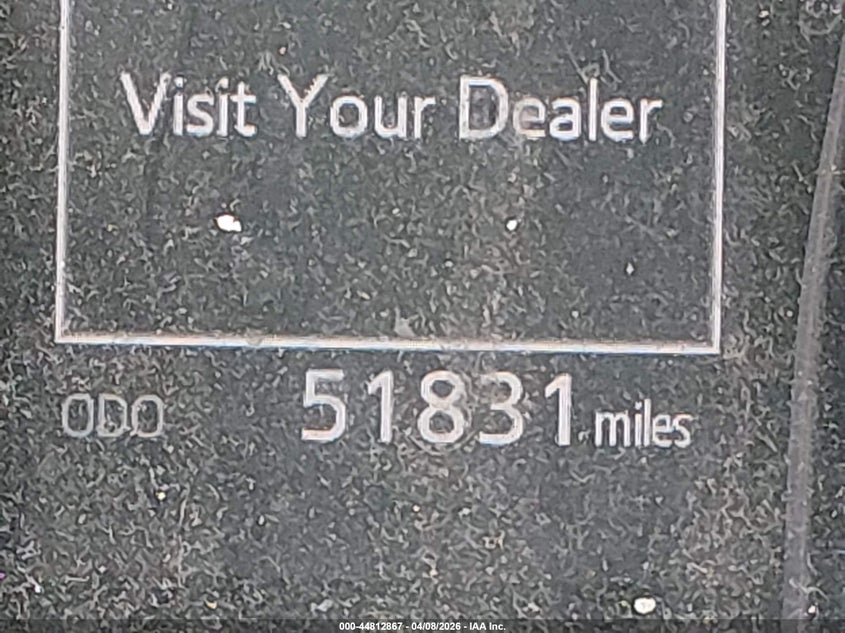 Visit Your Dealer
ODO 51831 miles
000-44812867 - 04/08/2026 - IAA Inc.